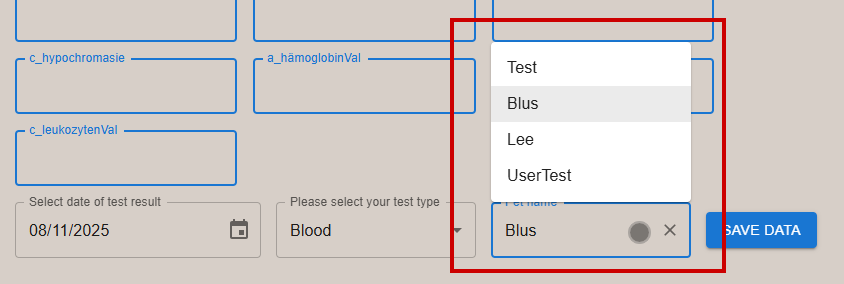 c_hypochromasie
a_hämoglobinVal
c_leukozytenVal
Test
Blus
Lee
UserTest
Select date of test result
Please select your test type
Pet name
08/11/2025
Blood
Blus
SAVE DATA